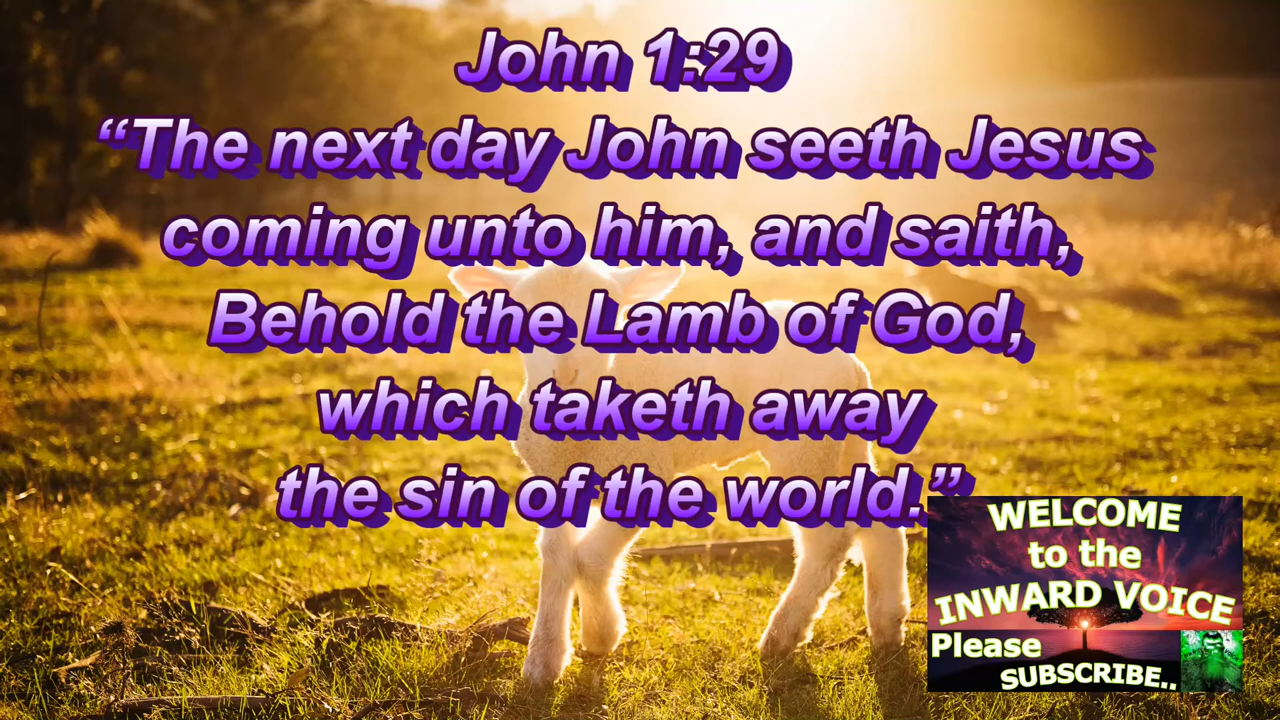 John 1:29
“The next day John seeth Jesus
coming unto him, and saith,
Behold the Lamb of God,
which taketh away
the sin of the world.”
WELCOME
to the
INWARD VOICE
Please
SUBSCRIBE..